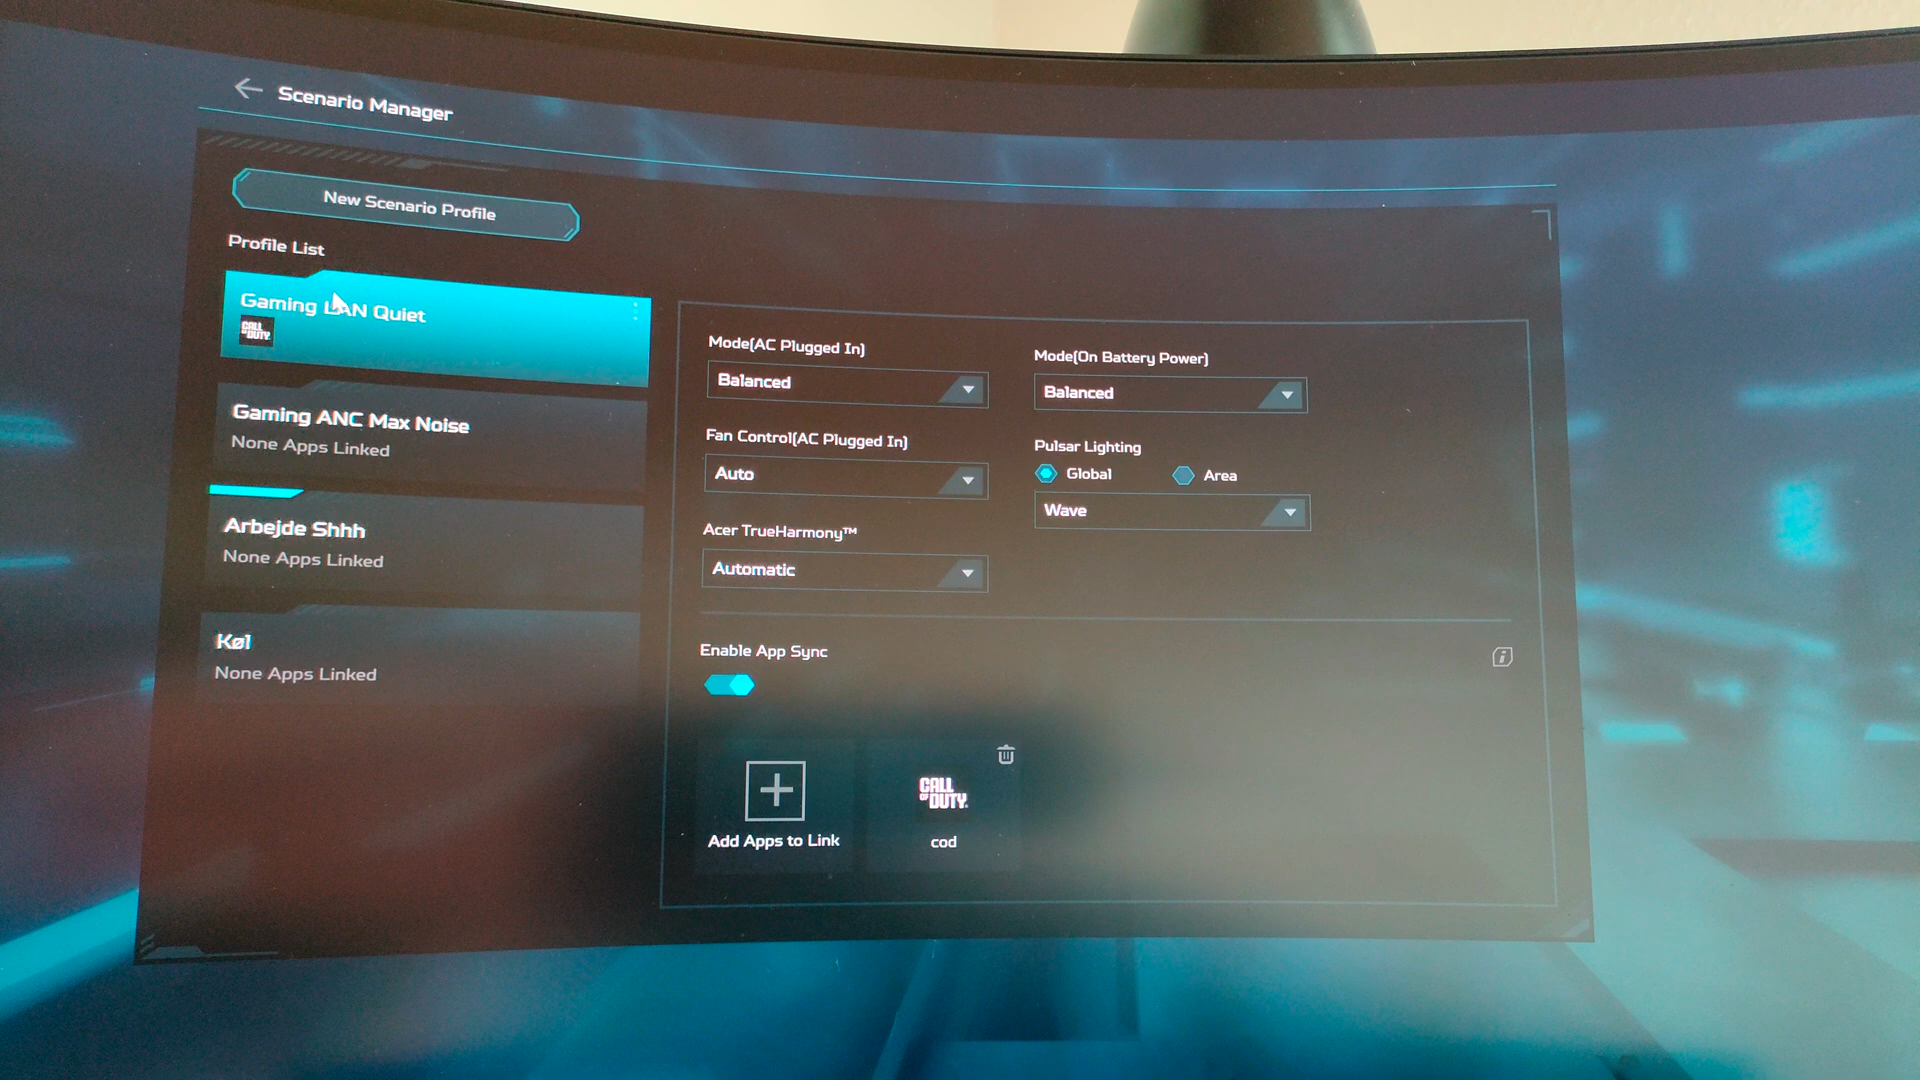 Scenario Manager
New Scenario Profile
Profile List
Gaming LAN Quiet
CALL
OF DUTY
Gaming ANC Max Noise
None Apps Linked
Arbejde Shhh
None Apps Linked
Køl
None Apps Linked
Mode(AC Plugged In)
Balanced
Mode(On Battery Power)
Balanced
Fan Control(AC Plugged In)
Auto
Pulsar Lighting
Global
Area
Wave
Acer TrueHarmony™
Automatic
Enable App Sync
Add Apps to Link
CALL
OF DUTY.
cod